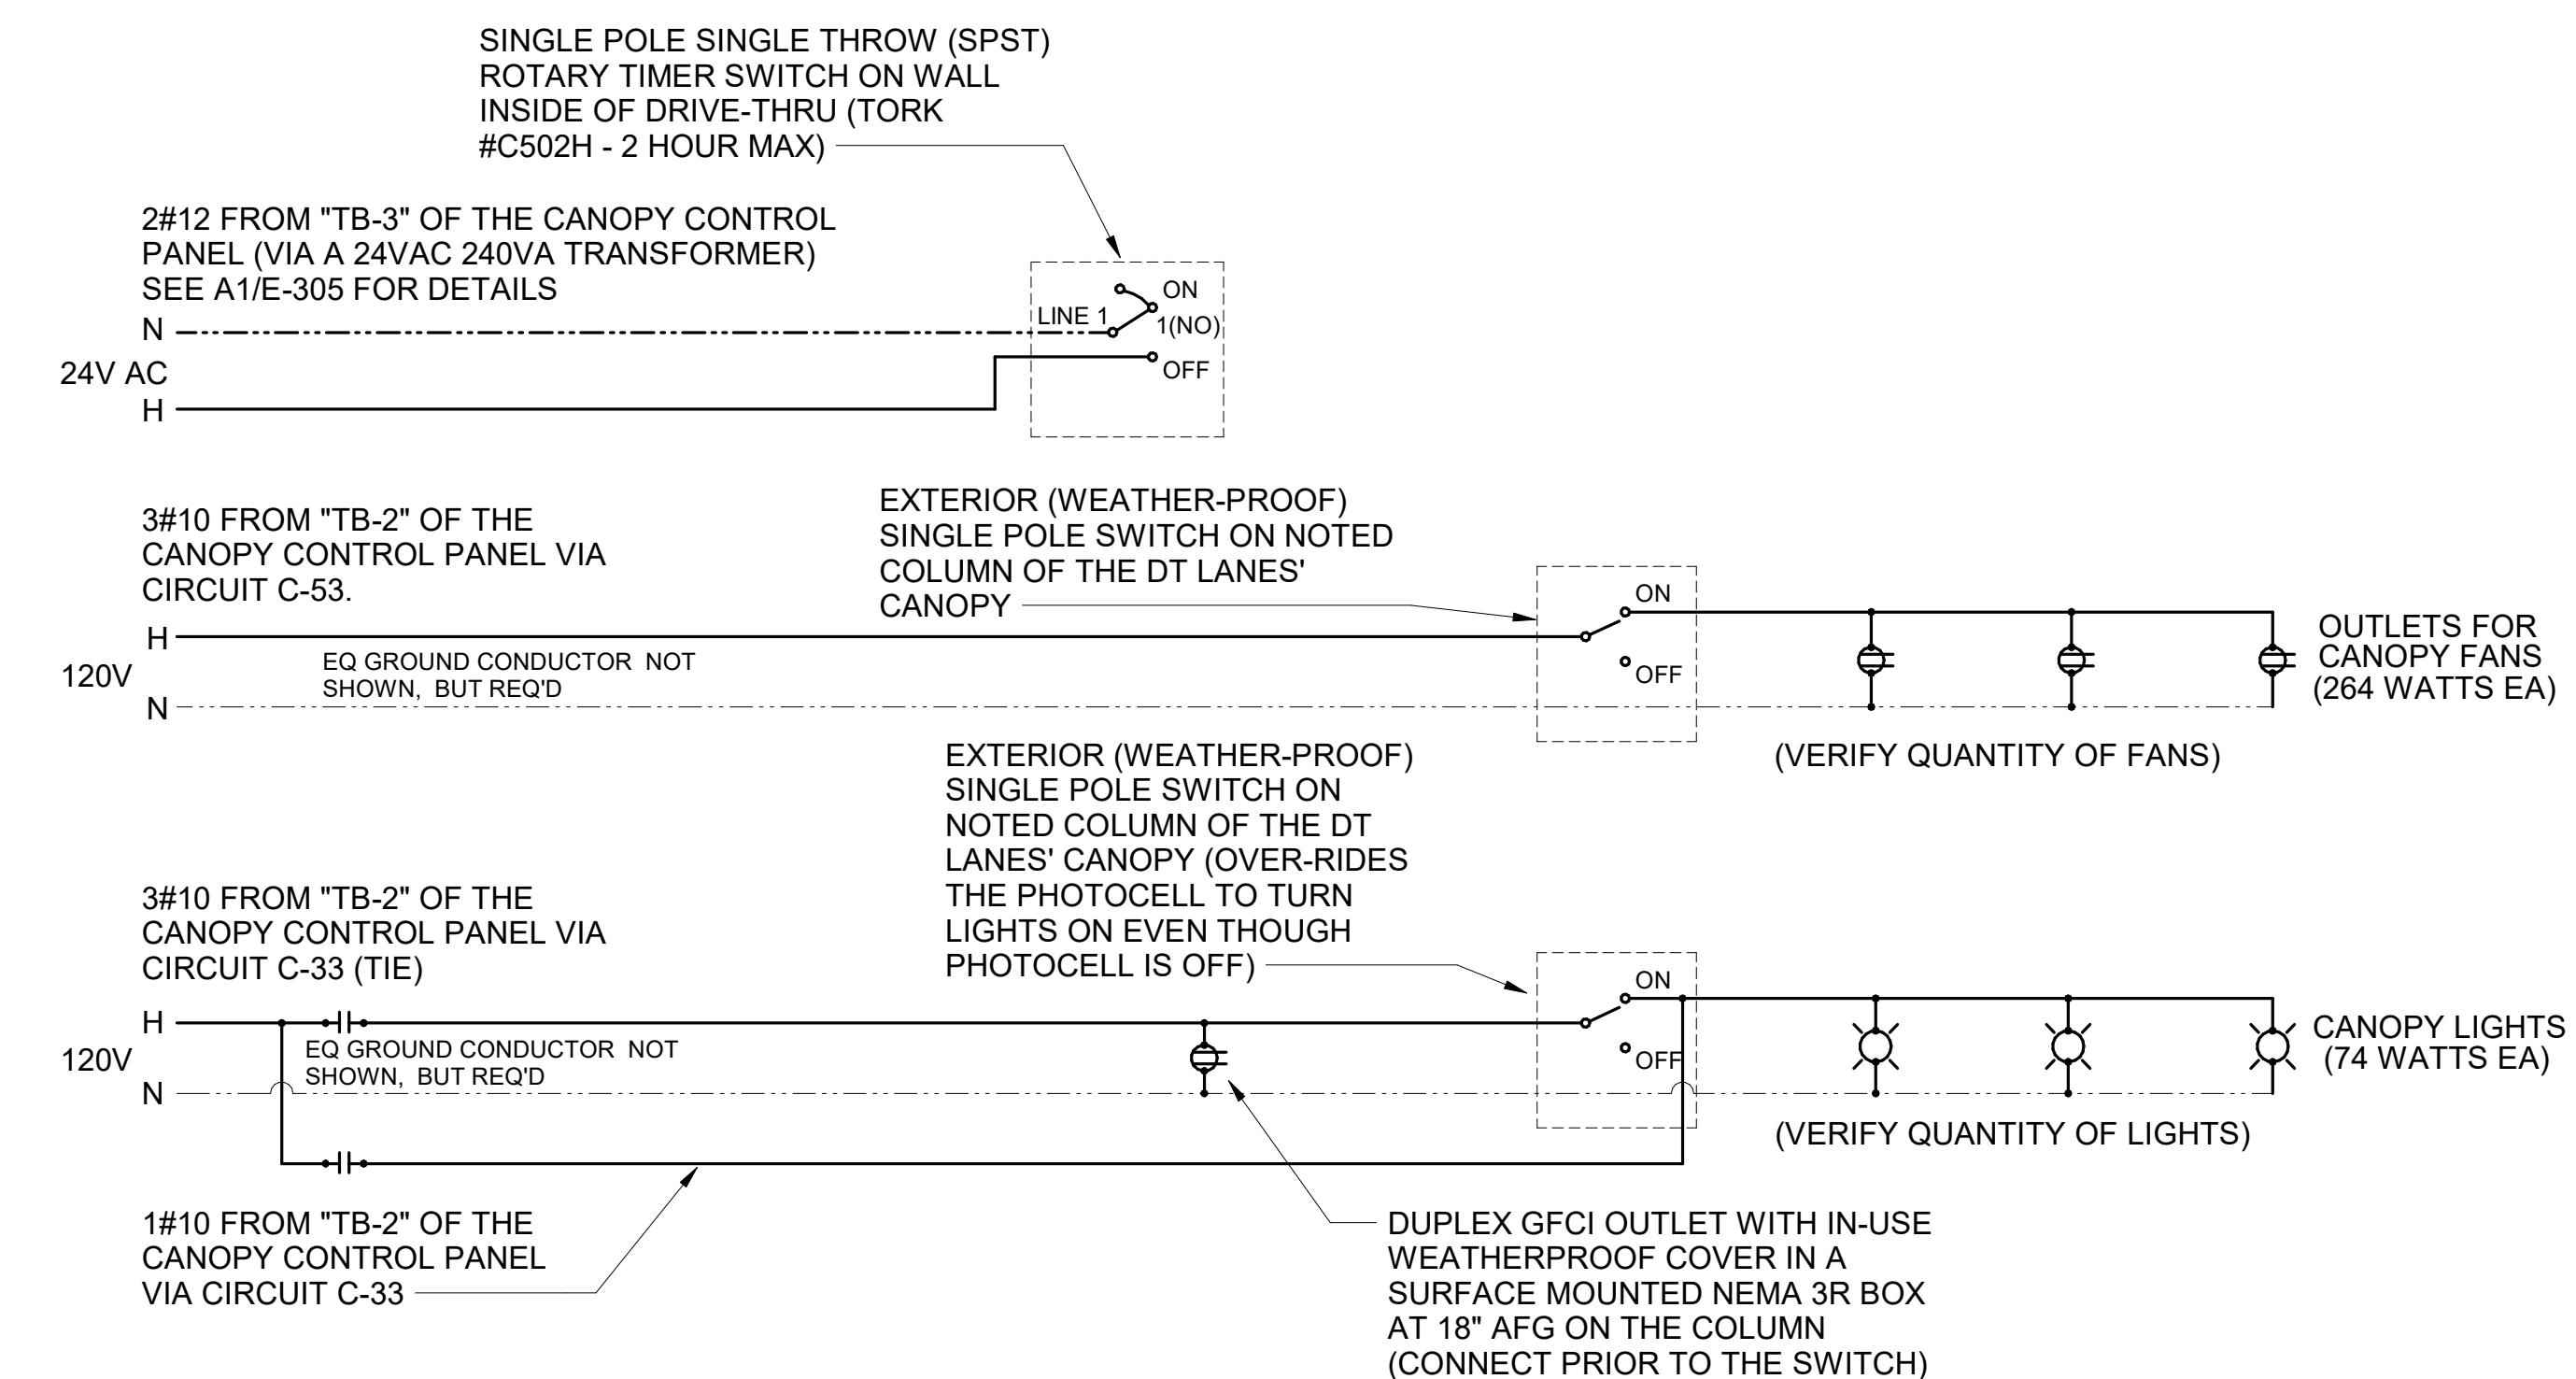 SINGLE POLE SINGLE THROW (SPST)
ROTARY TIMER SWITCH ON WALL
INSIDE OF DRIVE-THRU (TORK
#C502H - 2 HOUR MAX)
2#12 FROM "TB-3" OF THE CANOPY CONTROL
PANEL (VIA A 24VAC 240VA TRANSFORMER)
SEE A1/E-305 FOR DETAILS
N
24V AC
H
LINE 1
ON
1(NO)
OFF
3#10 FROM "TB-2" OF THE
CANOPY CONTROL PANEL VIA
CIRCUIT C-53.
H
120V
N
EQ GROUND CONDUCTOR NOT
SHOWN, BUT REQ'D
EXTERIOR (WEATHER-PROOF)
SINGLE POLE SWITCH ON NOTED
COLUMN OF THE DT LANES'
CANOPY
ON
OFF
OUTLETS FOR
CANOPY FANS
(264 WATTS EA)
(VERIFY QUANTITY OF FANS)
EXTERIOR (WEATHER-PROOF)
SINGLE POLE SWITCH ON
NOTED COLUMN OF THE DT
LANES' CANOPY (OVER-RIDES
THE PHOTOCELL TO TURN
LIGHTS ON EVEN THOUGH
PHOTOCELL IS OFF)
3#10 FROM "TB-2" OF THE
CANOPY CONTROL PANEL VIA
CIRCUIT C-33 (TIE)
H
120V
N
EQ GROUND CONDUCTOR NOT
SHOWN, BUT REQ'D
ON
OFF
CANOPY LIGHTS
(74 WATTS EA)
(VERIFY QUANTITY OF LIGHTS)
1#10 FROM "TB-2" OF THE
CANOPY CONTROL PANEL
VIA CIRCUIT C-33
DUPLEX GFCI OUTLET WITH IN-USE
WEATHERPROOF COVER IN A
SURFACE MOUNTED NEMA 3R BOX
AT 18" AFG ON THE COLUMN
(CONNECT PRIOR TO THE SWITCH)